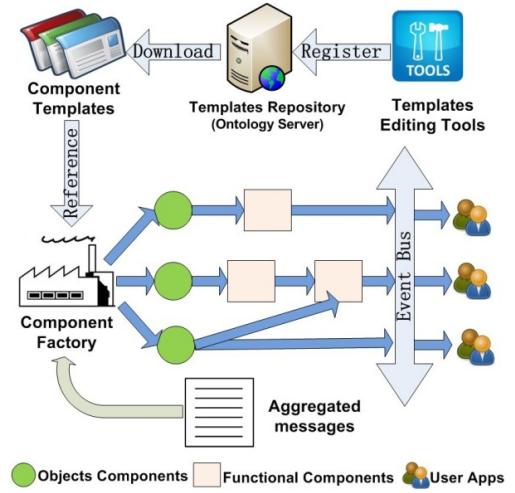 Download
Register
TOOLS
Component
Templates
Templates Repository
(Ontology Server)
Templates
Editing Tools
Reference
Event Bus
Component
Factory
Aggregated
messages
Objects Components
Functional Components
User Apps